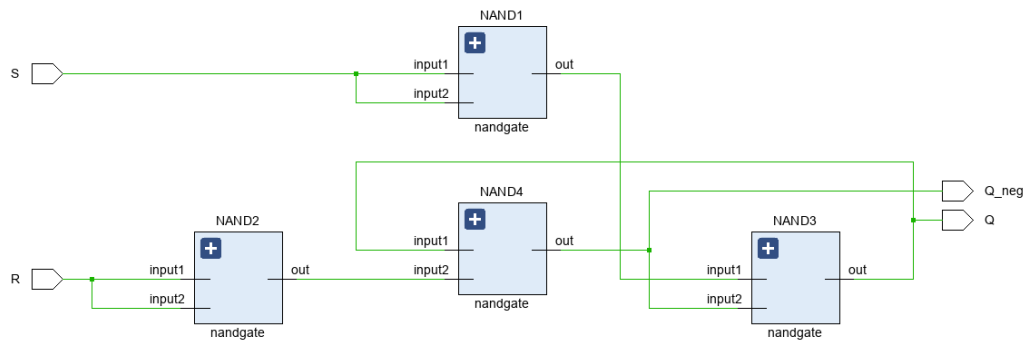 NAND1
S
input1
out
input2
nandgate
NAND4
Q_neg
NAND2
NAND3
Q
input1
out
R
input1
out
input2
input1
out
input2
input2
nandgate
nandgate
nandgate